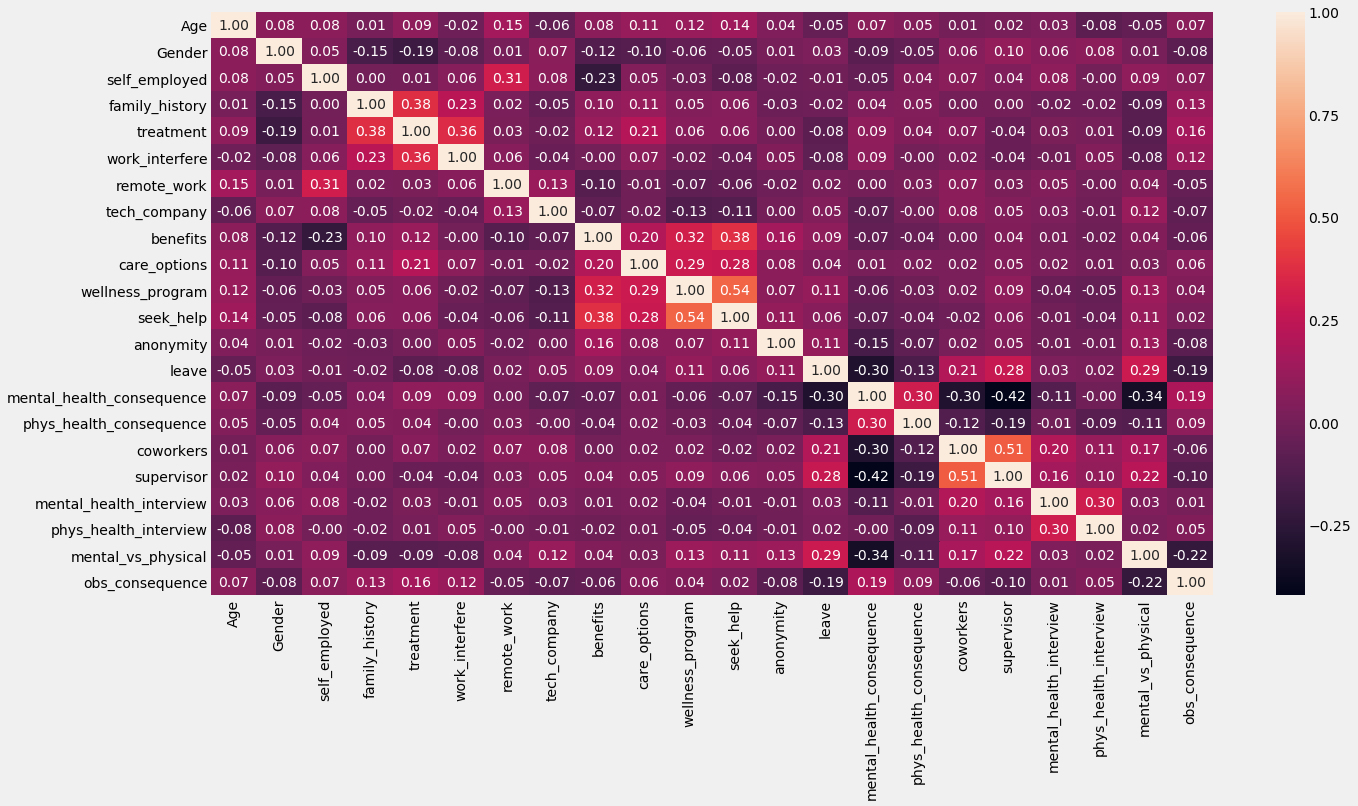 Age 1.00 0.08 0.08 0.01 0.09 -0.02 0.15 -0.06 0.08 0.11 0.12 0.14 0.04 -0.05 0.07 0.05 0.01 0.02 0.03 -0.08 -0.05 0.07
Gender 0.08 1.00 0.05 -0.15 -0.19 -0.08 0.01 0.07 -0.12 -0.10 -0.06 -0.05 0.01 0.03 -0.09 -0.05 0.06 0.10 0.06 0.08 0.01 -0.08
self_employed 0.08 0.05 1.00 0.00 0.01 0.06 0.31 0.08 -0.23 0.05 -0.03 -0.08 -0.02 -0.01 -0.05 0.04 0.07 0.04 0.08 -0.00 0.09 0.07
family_history 0.01 -0.15 0.00 1.00 0.38 0.23 0.02 -0.05 0.10 0.11 0.05 0.06 -0.03 -0.02 0.04 0.05 0.00 0.00 -0.02 -0.02 -0.09 0.13
treatment 0.09 -0.19 0.01 0.38 1.00 0.36 0.03 -0.02 0.12 0.21 0.06 0.06 0.00 -0.08 0.09 0.04 0.07 -0.04 0.03 0.01 -0.09 0.16
work_interfere -0.02 -0.08 0.06 0.23 0.36 1.00 0.06 -0.04 -0.00 0.07 -0.02 -0.04 0.05 -0.08 0.09 -0.00 0.02 -0.04 -0.01 0.05 -0.08 0.12
remote_work 0.15 0.01 0.31 0.02 0.03 0.06 1.00 0.13 -0.10 -0.01 -0.07 -0.06 -0.02 0.02 0.00 0.03 0.07 0.03 0.05 -0.00 0.04 -0.05
tech_company -0.06 0.07 0.08 -0.05 -0.02 -0.04 0.13 1.00 -0.07 -0.02 -0.13 -0.11 0.00 0.05 -0.07 -0.00 0.08 0.05 0.03 -0.01 0.12 -0.07
benefits 0.08 -0.12 -0.23 0.10 0.12 -0.00 -0.10 -0.07 1.00 0.20 0.32 0.38 0.16 0.09 -0.07 -0.04 0.00 0.04 0.01 -0.02 0.04 -0.06
care_options 0.11 -0.10 0.05 0.11 0.21 0.07 -0.01 -0.02 0.20 1.00 0.29 0.28 0.08 0.04 0.01 0.02 0.02 0.05 0.02 0.01 0.03 0.06
wellness_program 0.12 -0.06 -0.03 0.05 0.06 -0.02 -0.07 -0.13 0.32 0.29 1.00 0.54 0.07 0.11 -0.06 -0.03 0.02 0.09 -0.04 -0.05 0.13 0.04
seek_help 0.14 -0.05 -0.08 0.06 0.06 -0.04 -0.06 -0.11 0.38 0.28 0.54 1.00 0.11 0.06 -0.07 -0.04 -0.02 0.06 -0.01 -0.04 0.11 0.02
anonymity 0.04 0.01 -0.02 -0.03 0.00 0.05 -0.02 0.00 0.16 0.08 0.07 0.11 1.00 0.11 -0.15 -0.07 0.02 0.05 -0.01 -0.01 0.13 -0.08
leave -0.05 0.03 -0.01 -0.02 -0.08 -0.08 0.02 0.05 0.09 0.04 0.11 0.06 0.11 1.00 -0.30 -0.13 0.21 0.28 0.03 0.02 0.29 -0.19
mental_health_consequence 0.07 -0.09 -0.05 0.04 0.09 0.09 0.00 -0.07 -0.07 0.01 -0.06 -0.07 -0.15 -0.30 1.00 0.30 -0.30 -0.42 -0.11 -0.00 -0.34 0.19
phys_health_consequence 0.05 -0.05 0.04 0.05 0.04 -0.00 0.03 -0.00 -0.04 0.02 -0.03 -0.04 -0.07 -0.13 0.30 1.00 -0.12 -0.19 -0.01 -0.09 -0.11 0.09
coworkers 0.01 0.06 0.07 0.00 0.07 0.02 0.07 0.08 0.00 0.02 0.02 -0.02 0.02 0.21 -0.30 -0.12 1.00 0.51 0.20 0.11 0.17 -0.06
supervisor 0.02 0.10 0.04 0.00 -0.04 -0.04 0.03 0.05 0.04 0.05 0.09 0.06 0.05 0.28 -0.42 -0.19 0.51 1.00 0.16 0.10 0.22 -0.10
mental_health_interview 0.03 0.06 0.08 -0.02 0.03 -0.01 0.05 0.03 0.01 0.02 -0.04 -0.01 -0.01 0.03 -0.11 -0.01 0.20 0.16 1.00 0.30 0.03 0.01
phys_health_interview -0.08 0.08 -0.00 -0.02 0.01 0.05 -0.00 -0.01 -0.02 0.01 -0.05 -0.04 -0.01 0.02 -0.00 -0.09 0.11 0.10 0.30 1.00 0.02 0.05
mental_vs_physical -0.05 0.01 0.09 -0.09 -0.09 -0.08 0.04 0.12 0.04 0.03 0.13 0.11 0.13 0.29 -0.34 -0.11 0.17 0.22 0.03 0.02 1.00 -0.22
obs_consequence 0.07 -0.08 0.07 0.13 0.16 0.12 -0.05 -0.07 -0.06 0.06 0.04 0.02 -0.08 -0.19 0.19 0.09 -0.06 -0.10 0.01 0.05 -0.22 1.00
Age
Gender
self_employed
family_history
treatment
work_interfere
remote_work
tech_company
benefits
care_options
wellness_program
seek_help
anonymity
leave
mental_health_consequence
phys_health_consequence
coworkers
supervisor
mental_health_interview
phys_health_interview
mental_vs_physical
obs_consequence
1.00
0.75
0.50
0.25
0.00
−0.25